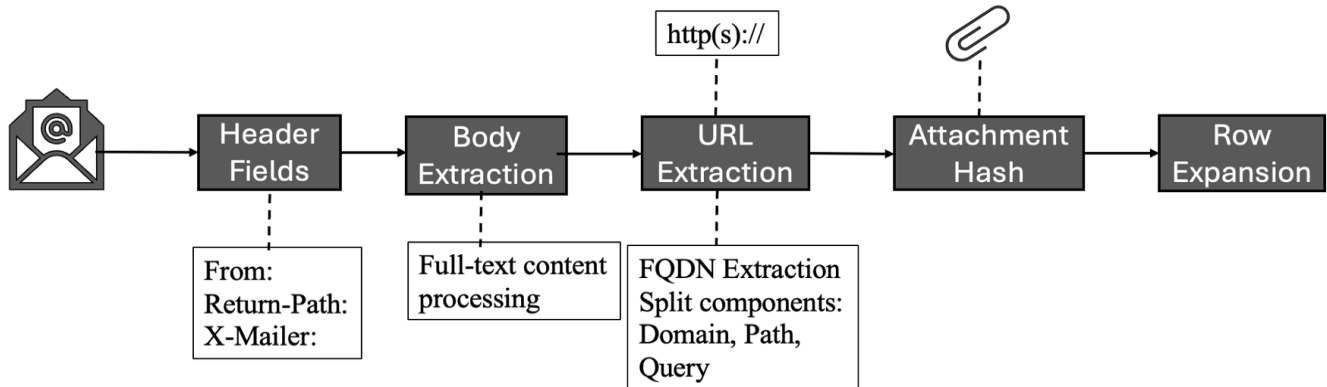 http(s)://
@
Header
Fields
Body
Extraction
URL
Extraction
Attachment
Hash
Row
Expansion
From:
Return-Path:
X-Mailer:
Full-text content
processing
FQDN Extraction
Split components:
Domain, Path,
Query